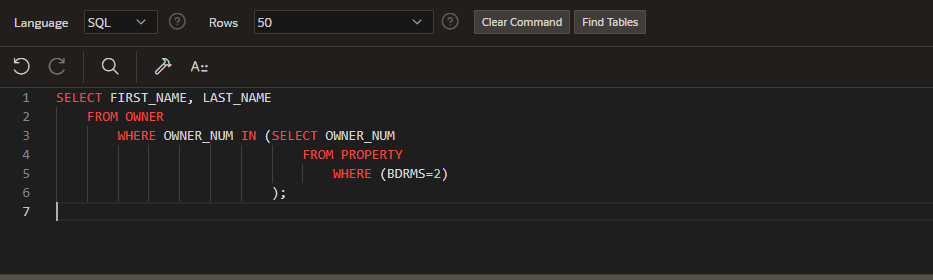 Language SQL ? Rows 50 ? Clear Command Find Tables
A::
1 SELECT FIRST_NAME, LAST_NAME
2 FROM OWNER
3 WHERE OWNER_NUM IN (SELECT OWNER_NUM
4 FROM PROPERTY
5 WHERE (BDRMS=2)
6 );
7